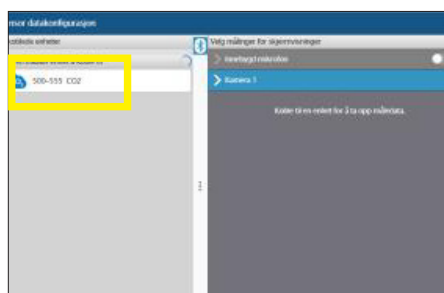 nsor datakonfigurasjon
enheter
Velg målinger for skjermvisninger
Innebygd mikrofon
500-555 CO2
Kamera 1
Koble til en enhet for å ta opp måledata.